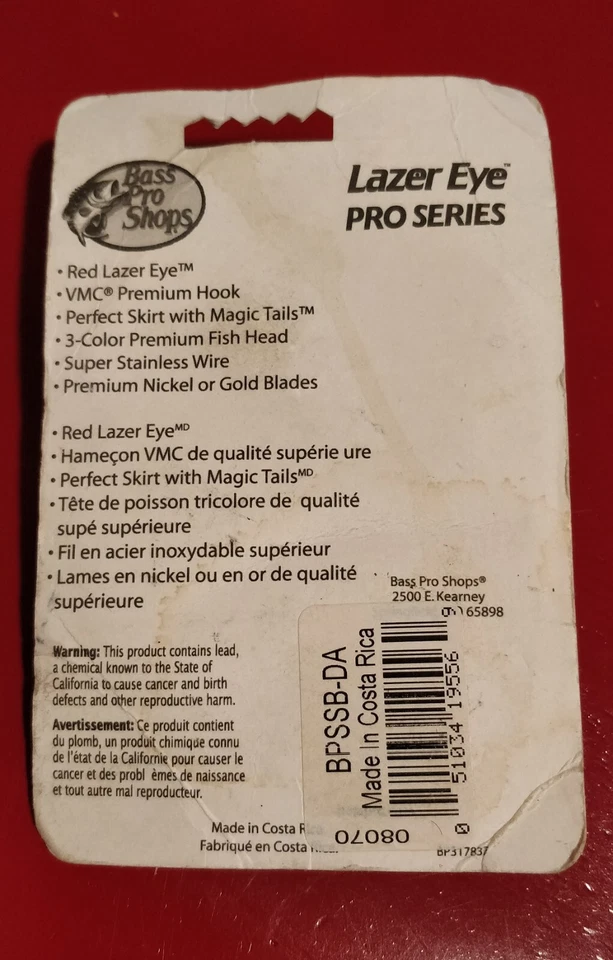 Bass
Pro
Shops
Lazer Eye™
PRO SERIES
• Red Lazer Eye™
• VMC® Premium Hook
• Perfect Skirt with Magic Tails™
• 3-Color Premium Fish Head
• Super Stainless Wire
• Premium Nickel or Gold Blades
• Red Lazer Eyeᴹᴰ
• Hameçon VMC de qualité supérie ure
• Perfect Skirt with Magic Tailsᴹᴰ
• Tête de poisson tricolore de qualité
supé supérieure
• Fil en acier inoxydable supérieur
• Lames en nickel ou en or de qualité
supérieure
Bass Pro Shops®
2500 E. Kearney
65898
Warning: This product contains lead,
a chemical known to the State of
California to cause cancer and birth
defects and other reproductive harm.
Avertissement: Ce produit contient
du plomb, un produit chimique connu
de l'état de la Californie pour causer le
cancer et des probl èmes de naissance
et tout autre mal reproducteur.
Made in Costa R
Fabriqué en Costa
BPSSB-DA
Made In Costa Rica
0 51034 19556 9
08070
BP317837